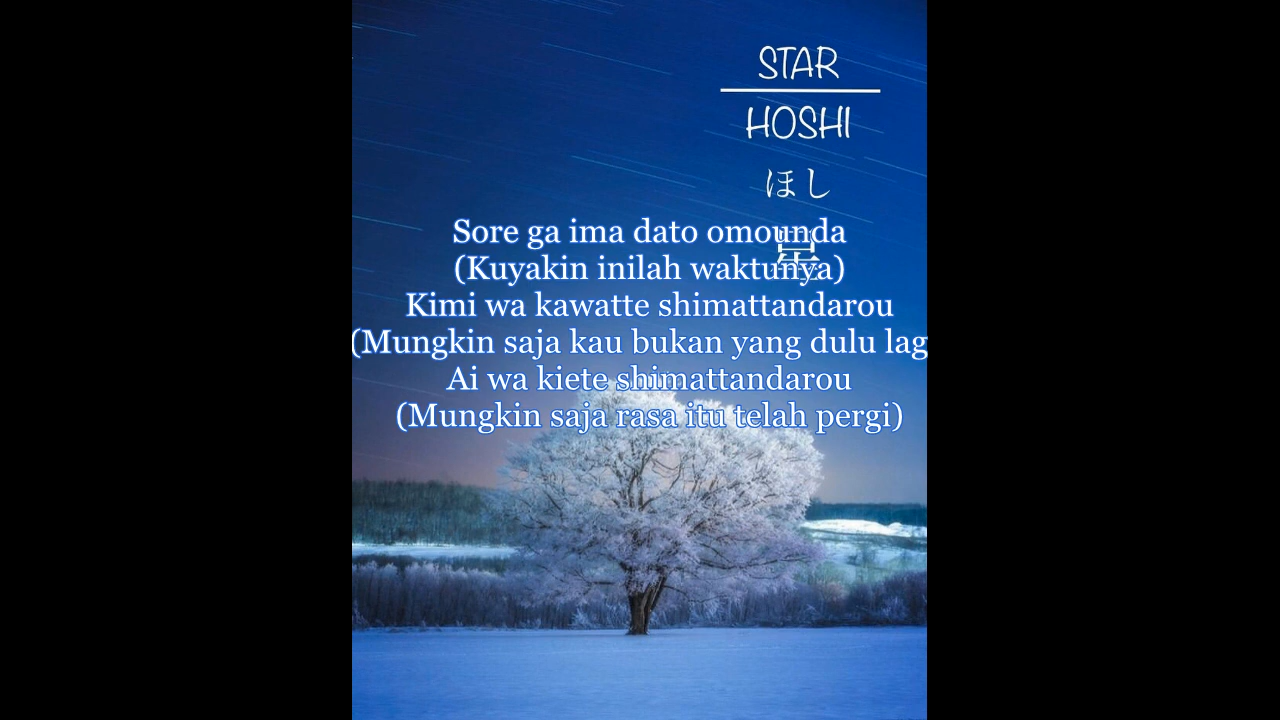 STAR
HOSHI
ほし
星
Sore ga ima dato omounda
(Kuyakin inilah waktunya)
Kimi wa kawatte shimattandarou
(Mungkin saja kau bukan yang dulu lag
Ai wa kiete shimattandarou
(Mungkin saja rasa itu telah pergi)